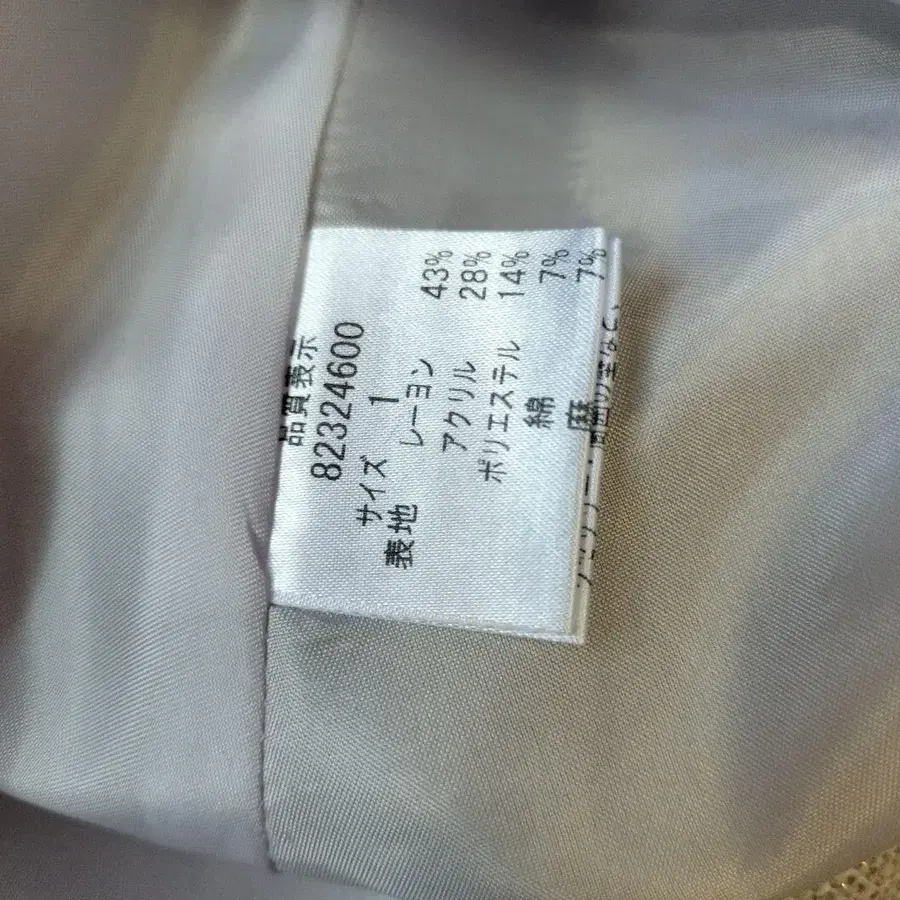 品質表示
82324600
サイズ 1
表地 レーヨン 43%
アクリル 28%
ポリエステル 14%
綿 7%
麻 7%